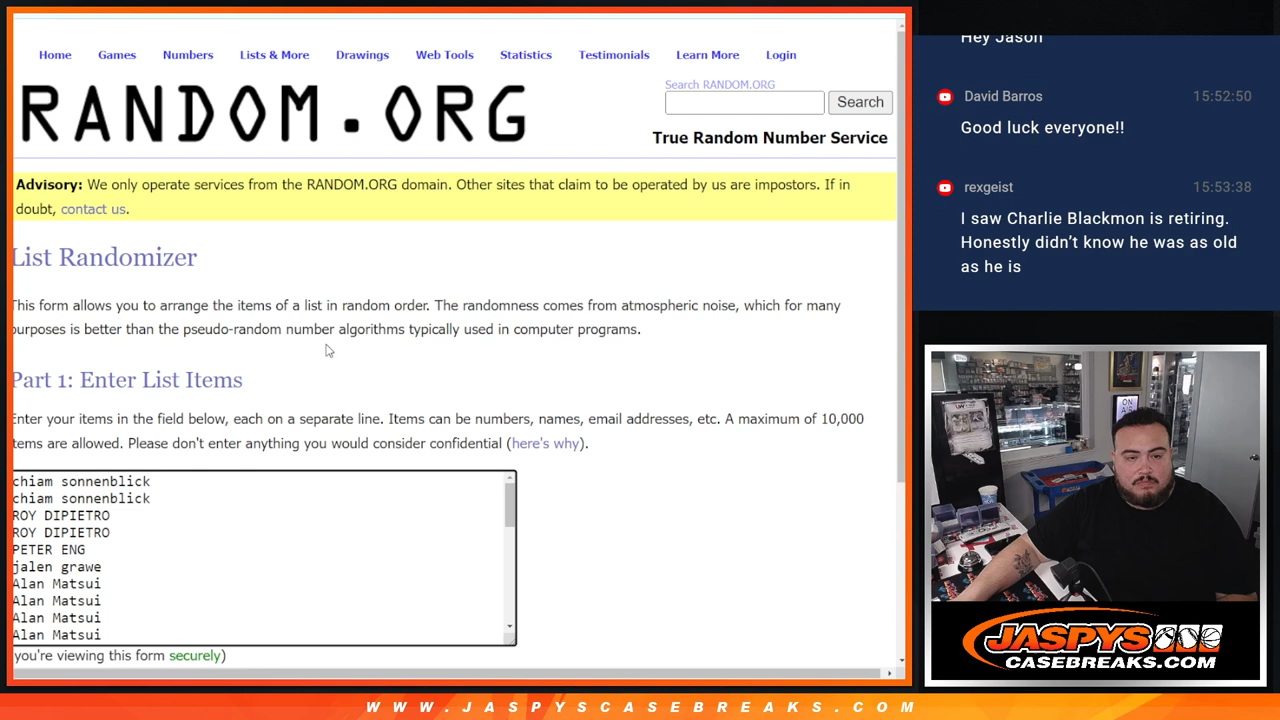 Home Games Numbers Lists & More Drawings Web Tools Statistics Testimonials Learn More Login
RANDOM.ORG
Search RANDOM.ORG
Search
True Random Number Service
Advisory: We only operate services from the RANDOM.ORG domain. Other sites that claim to be operated by us are impostors. If in
doubt, contact us.
List Randomizer
This form allows you to arrange the items of a list in random order. The randomness comes from atmospheric noise, which for many
purposes is better than the pseudo-random number algorithms typically used in computer programs.
Part 1: Enter List Items
Enter your items in the field below, each on a separate line. Items can be numbers, names, email addresses, etc. A maximum of 10,000
items are allowed. Please don't enter anything you would consider confidential (here's why).
chiam sonnenblick
chiam sonnenblick
ROY DIPIETRO
ROY DIPIETRO
PETER ENG
jalen grawe
Alan Matsui
Alan Matsui
Alan Matsui
Alan Matsui
(you're viewing this form securely)
Hey Jason
David Barros 15:52:50
Good luck everyone!!
rexgeist 15:53:38
I saw Charlie Blackmon is retiring.
Honestly didn't know he was as old
as he is
ON
AIR
JASPYS
CASEBREAKS.COM
WWW.JASPYSCASEBREAKS.COM